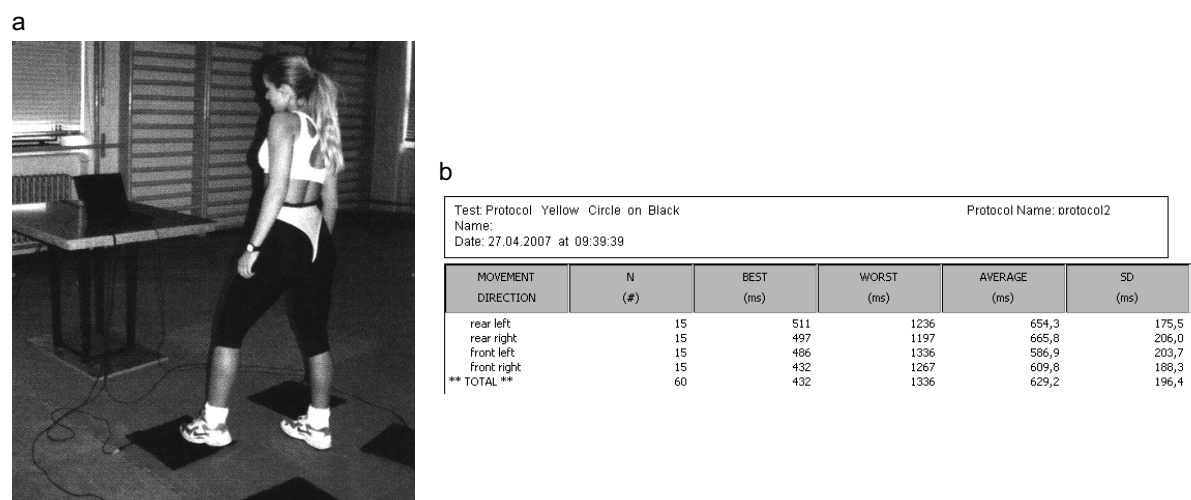 a
b
Test: Protocol Yellow Circle on Black Protocol Name: protocol2
Name:
Date: 27.04.2007 at 09:39:39
MOVEMENT DIRECTION N (#) BEST (ms) WORST (ms) AVERAGE (ms) SD (ms)
rear left 15 511 1236 654,3 175,5
rear right 15 497 1197 665,8 206,0
front left 15 486 1336 586,9 203,7
front right 15 432 1267 609,8 188,3
** TOTAL ** 60 432 1336 629,2 196,4